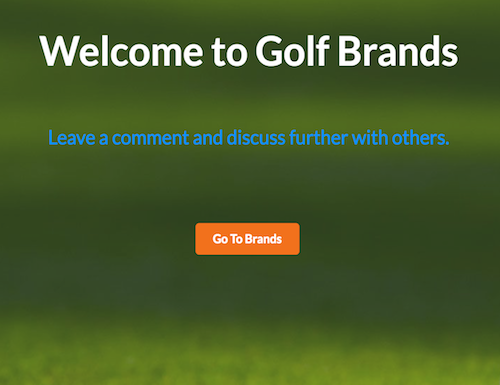 Welcome to Golf Brands
Leave a comment and discuss further with others.
Go To Brands